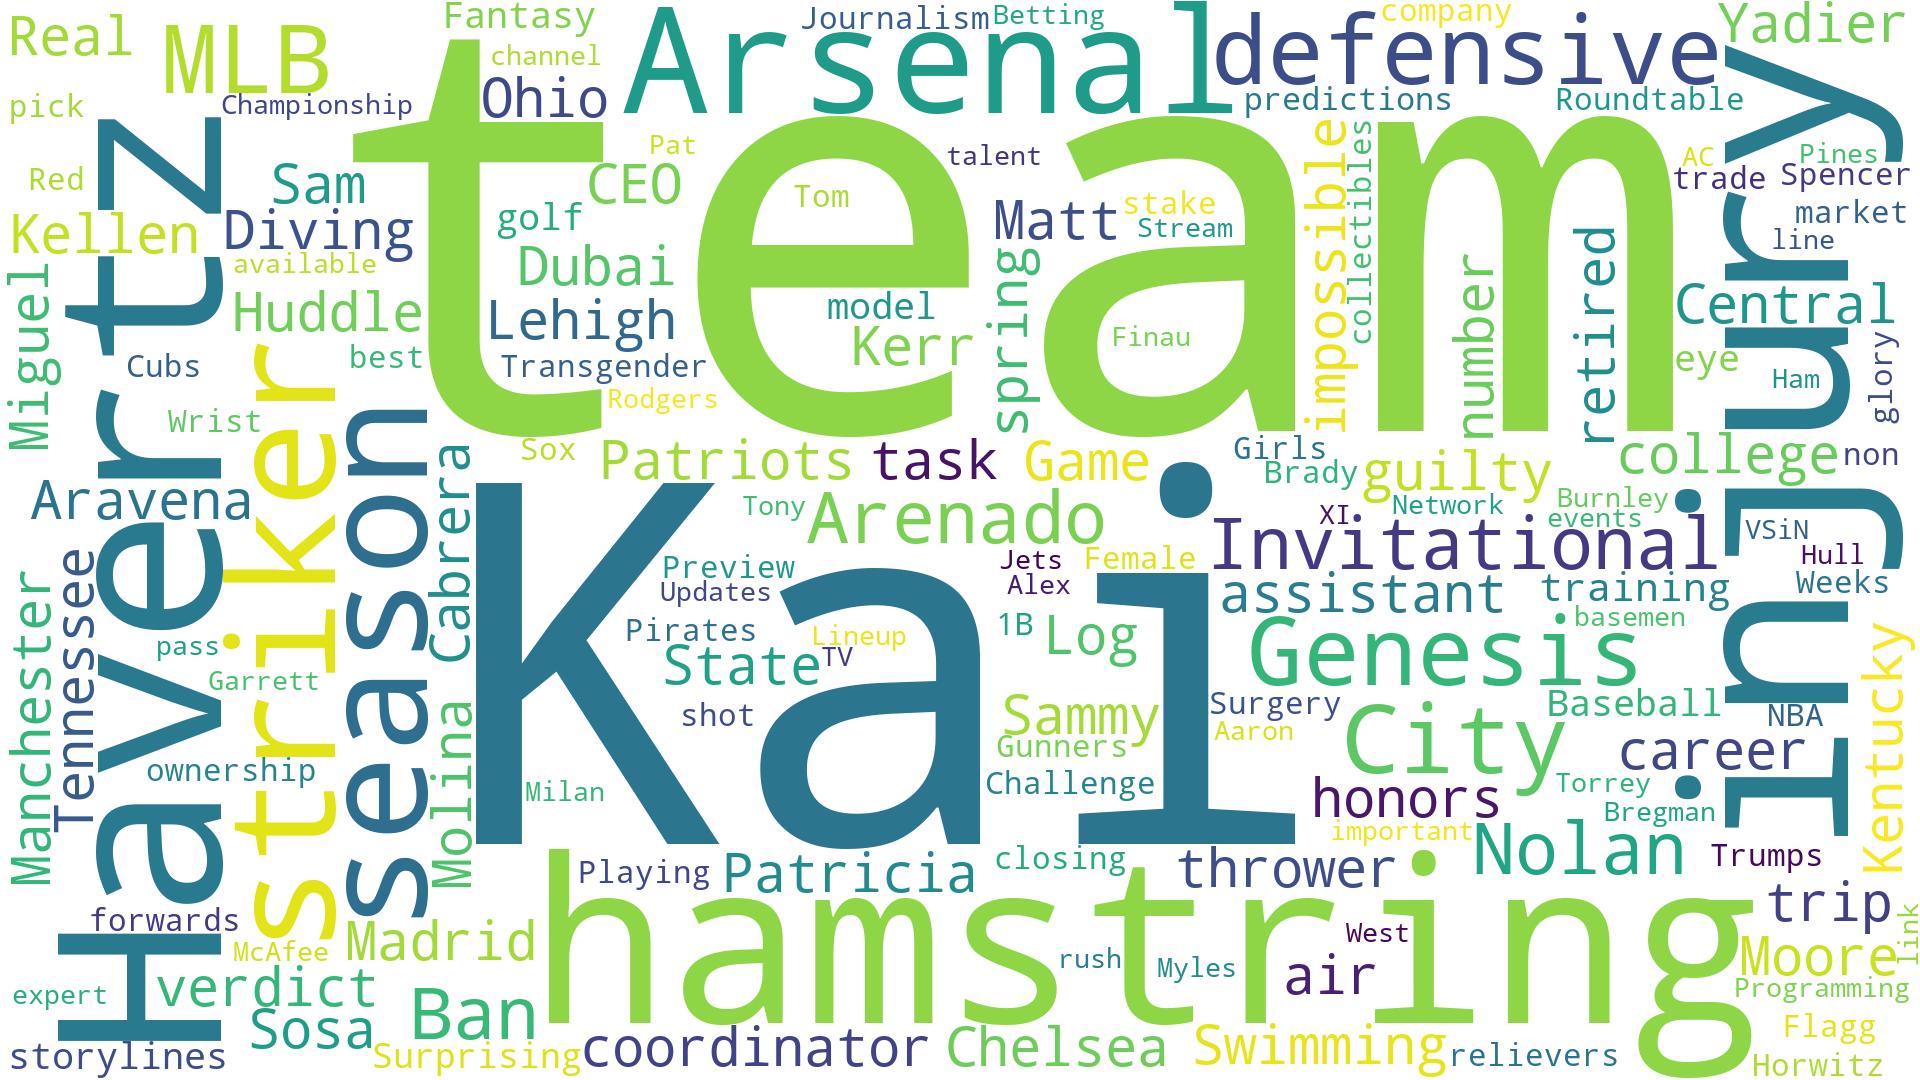 Real
MLB
Fantasy
channel
Journalism
Betting
company
Yadier
Arsenal
defensive
pick
Championship
Ohio
predictions
Roundtable
team
Pat
talent
Red
Sam
CEO
Tom
AC
Pines
trade
Spencer
Kellen
Diving
golf
Matt
stake
Stream
market
line
available
Dubai
impossible
collectibles
spring
number
retired
Miguel
Huddle
Lehigh
model
Kerr
Finau
Central
Cubs
best
Transgender
Rodgers
eye
Ham
glory
Wrist
Havertz
injury
striker
season
Sox
Patriots
task
Game
Girls
Brady
guilty
college
non
Aravena
Cabrera
Tony
Arenado
XI
Network
Burnley
events
Invitational
VSiN
Hull
Weeks
Kai
Preview
Updates
Jets
Alex
Female
assistant
training
basemen
Manchester
Tennessee
pass
Garrett
Pirates
Lineup
State
TV
1B
Log
Genesis
shot
Sammy
Gunners
Surgery
Aaron
City
Baseball
NBA
career
Kentucky
Molina
ownership
Milan
Challenge
honors
Torrey
Bregman
important
Playing
Patricia
closing
thrower
Nolan
Trumps
forwards
McAfee
Madrid
hamstring
West
trip
Moore
link
expert
verdict
Sosa
Ban
rush
Myles
air
Programming
Flagg
storylines
Surprising
coordinator
Chelsea
Swimming
relievers
Horwitz